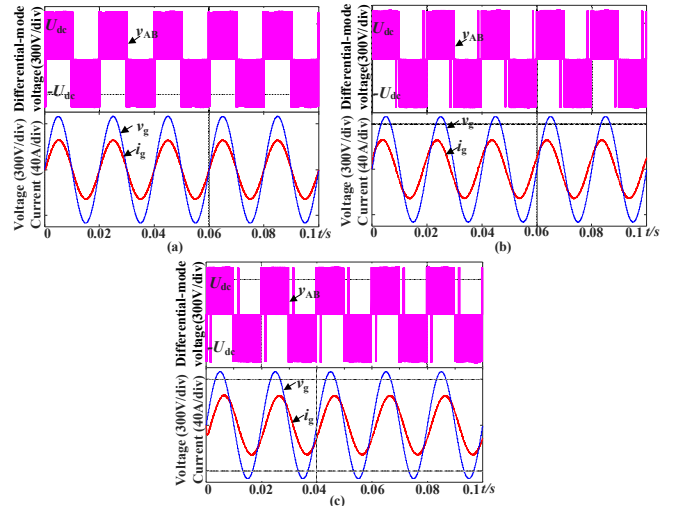 Differential-mode
voltage(300V/div)
U_dc
v_AB
-U_dc
Voltage (300V/div)
Current (40A/div)
v_g
i_g
0 0.02 0.04 0.06 0.08 0.1 t/s
(a)
Differential-mode
voltage(300V/div)
U_dc
v_AB
-U_dc
Voltage (300V/div)
Current (40A/div)
v_g
i_g
0 0.02 0.04 0.06 0.08 0.1 t/s
(b)
Differential-mode
voltage(300V/div)
U_dc
v_AB
-U_dc
Voltage (300V/div)
Current (40A/div)
v_g
i_g
0 0.02 0.04 0.06 0.08 0.1 t/s
(c)